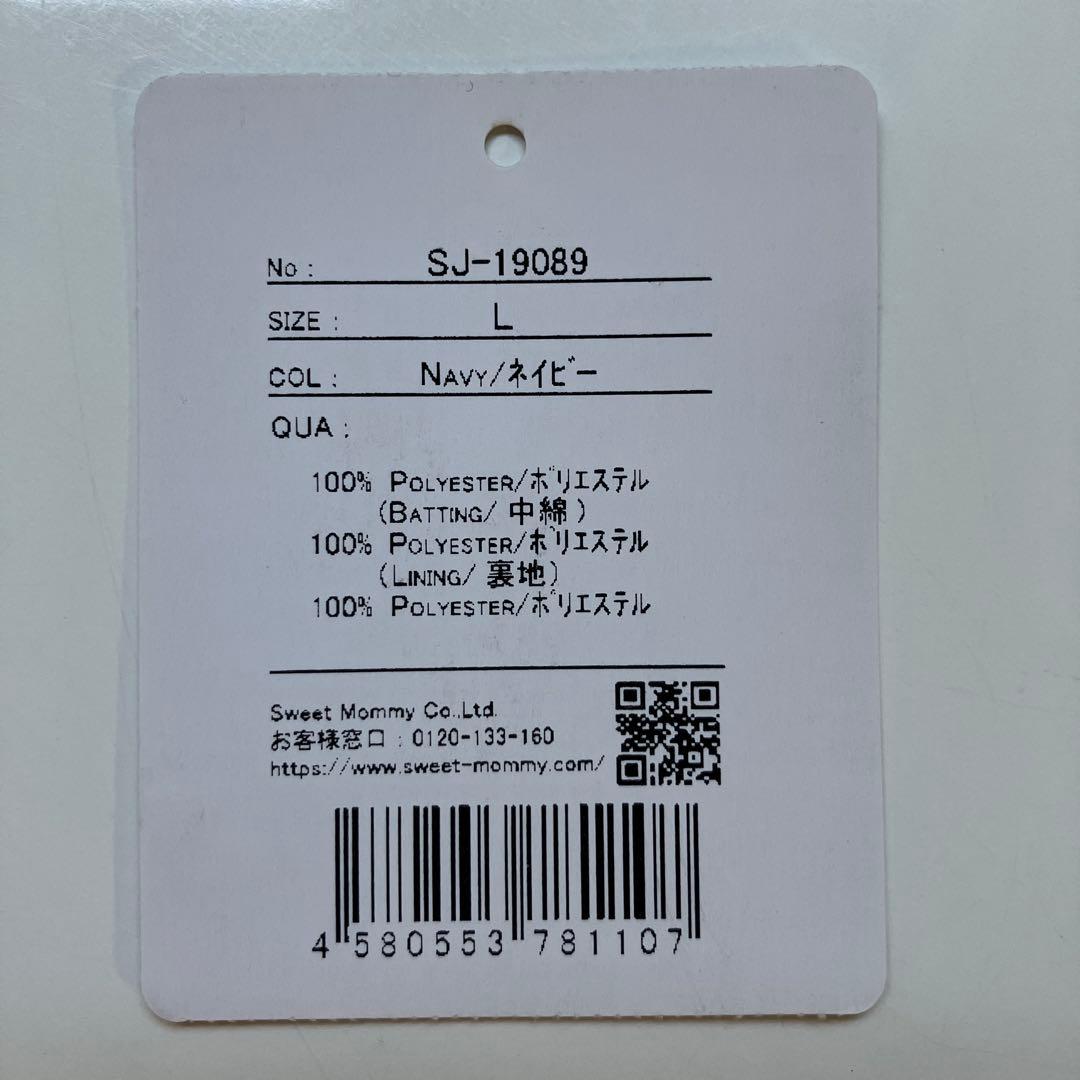 No : SJ-19089
SIZE : L
COL : NAVY/ネイビー
QUA :
100% POLYESTER/ポリエステル
(BATTING/ 中綿 )
100% POLYESTER/ポリエステル
(LINING/ 裏地)
100% POLYESTER/ポリエステル
Sweet Mommy Co.,Ltd.
お客様窓口 : 0120-133-160
https://www.sweet-mommy.com/
4 580553 781107